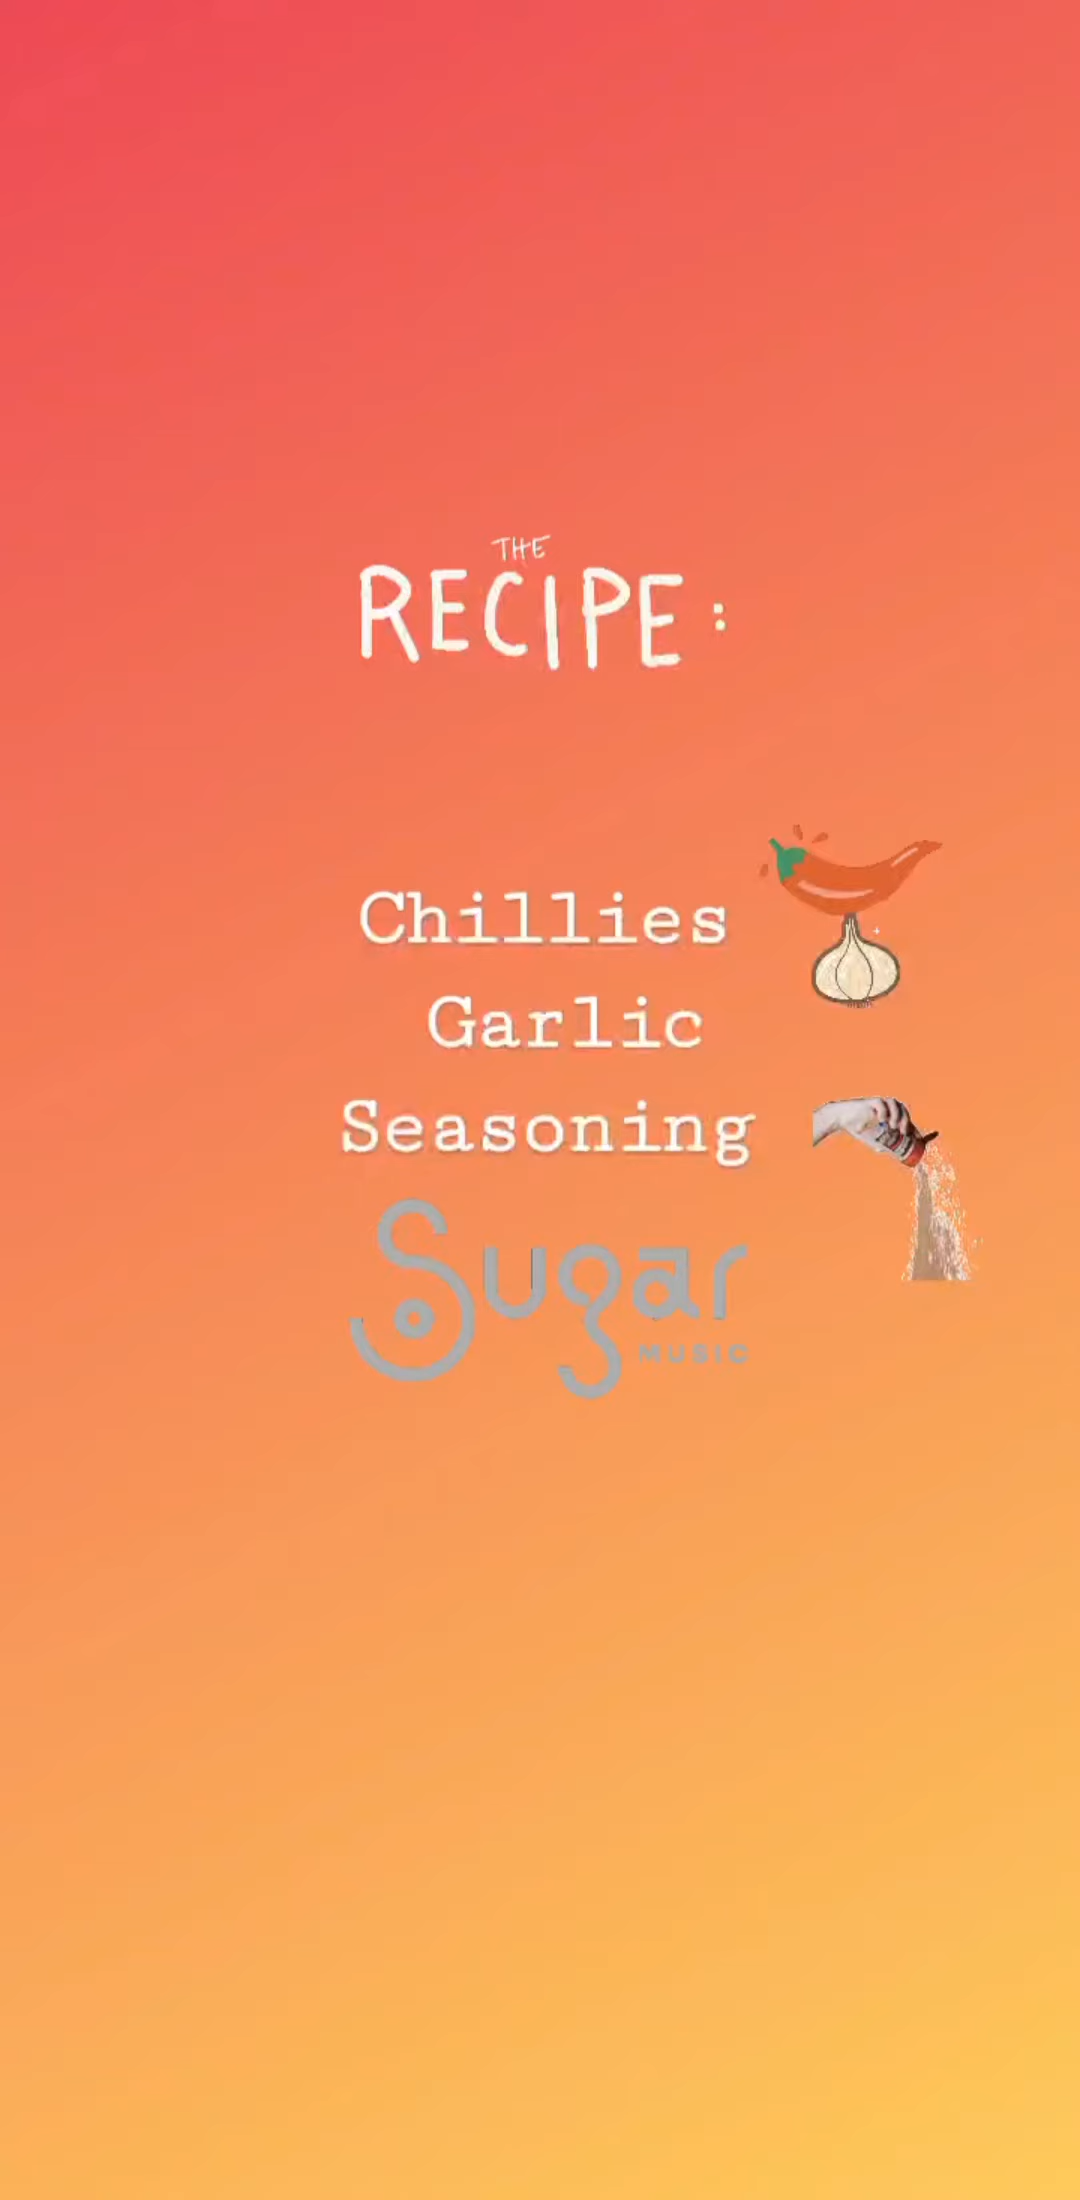 THE
RECIPE :
Chillies
Garlic
Seasoning
Sugar
MUSIC